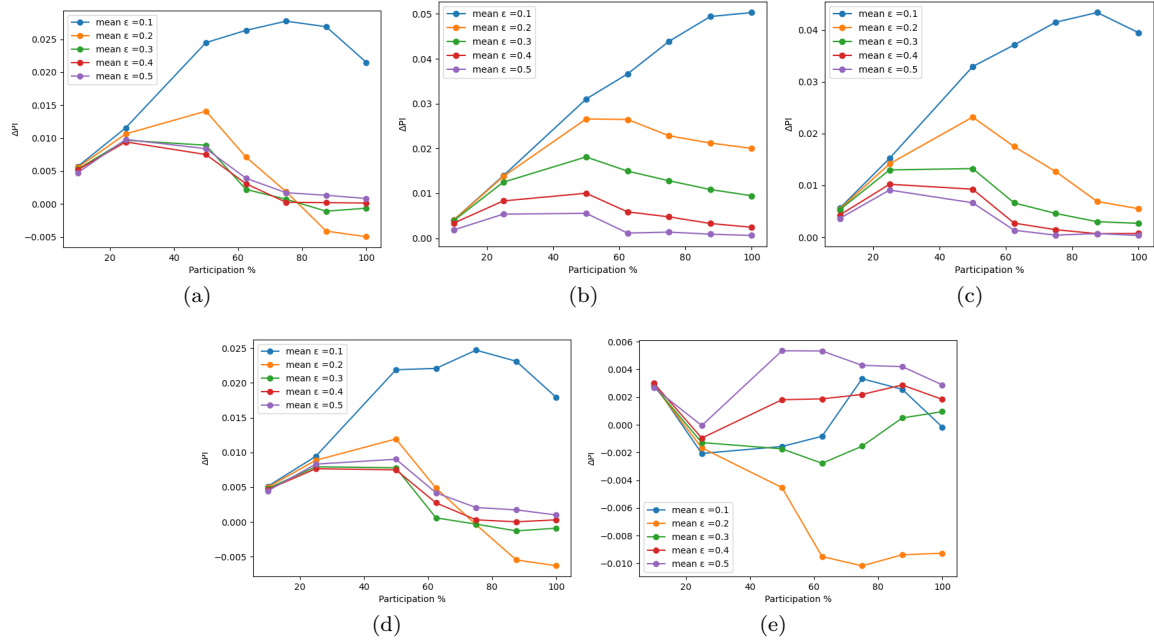 0.025
0.020
0.015
0.010
0.005
0.000
−0.005
ΔPI
mean ε =0.1
mean ε =0.2
mean ε =0.3
mean ε =0.4
mean ε =0.5
20 40 60 80 100
Participation %
(a)
0.05
0.04
0.03
0.02
0.01
0.00
ΔPI
mean ε =0.1
mean ε =0.2
mean ε =0.3
mean ε =0.4
mean ε =0.5
20 40 60 80 100
Participation %
(b)
0.04
0.03
0.02
0.01
0.00
ΔPI
mean ε =0.1
mean ε =0.2
mean ε =0.3
mean ε =0.4
mean ε =0.5
20 40 60 80 100
Participation %
(c)
0.025
0.020
0.015
0.010
0.005
0.000
−0.005
ΔPI
mean ε =0.1
mean ε =0.2
mean ε =0.3
mean ε =0.4
mean ε =0.5
20 40 60 80 100
Participation %
(d)
0.006
0.004
0.002
0.000
−0.002
−0.004
−0.006
−0.008
−0.010
ΔPI
mean ε =0.1
mean ε =0.2
mean ε =0.3
mean ε =0.4
mean ε =0.5
20 40 60 80 100
Participation %
(e)